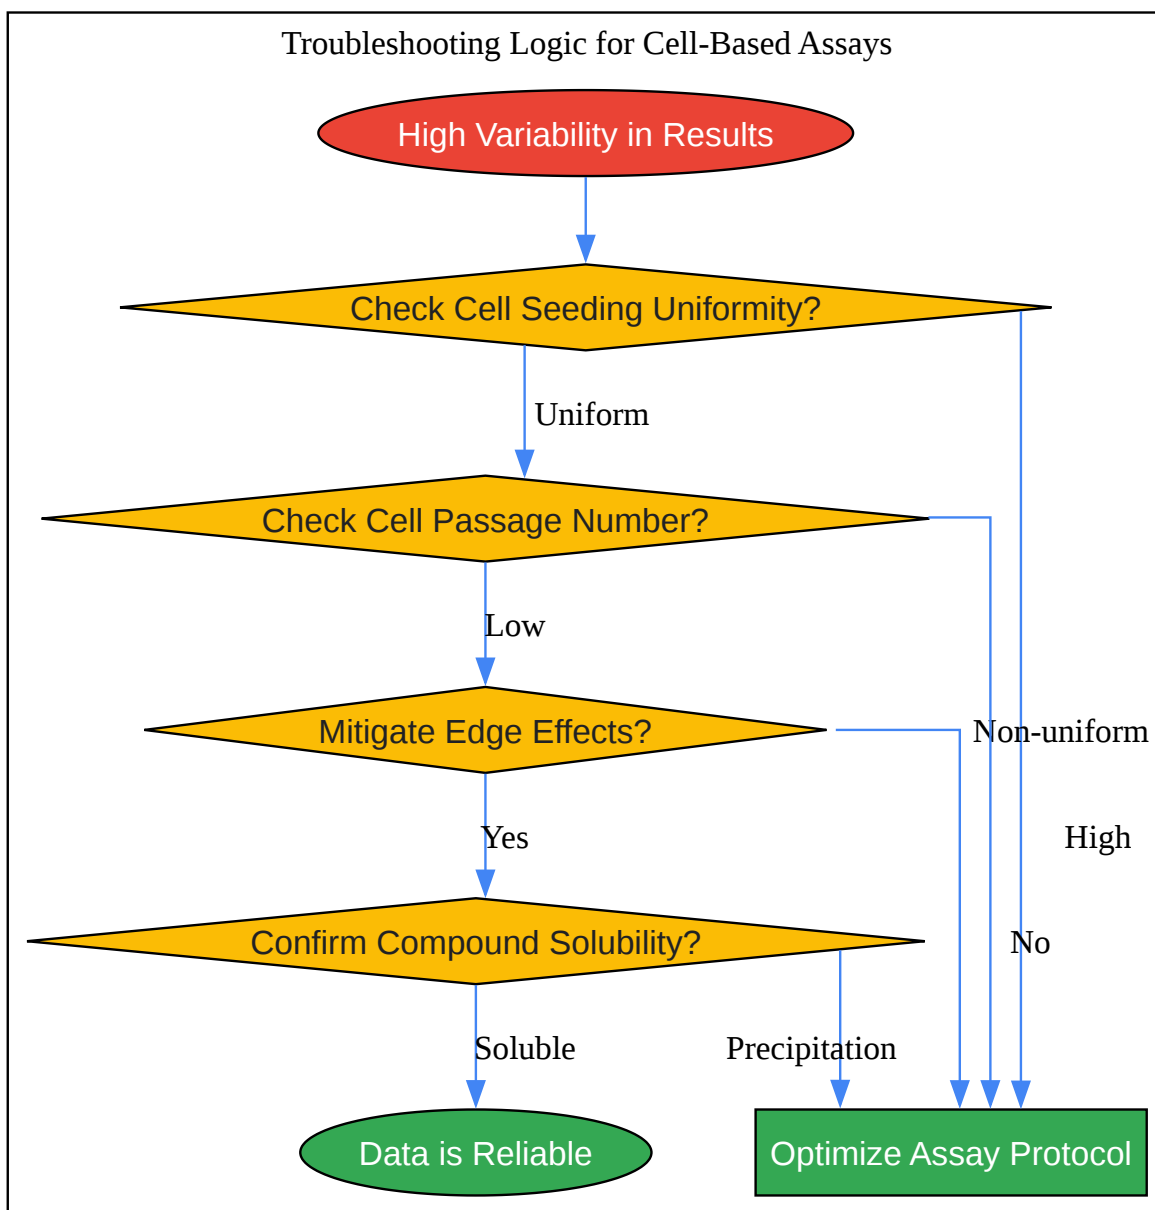 Troubleshooting Logic for Cell-Based Assays
High Variability in Results
Check Cell Seeding Uniformity?
Uniform
Check Cell Passage Number?
Low
Mitigate Edge Effects?
Non-uniform
Yes
High
Confirm Compound Solubility?
No
Soluble
Precipitation
Data is Reliable
Optimize Assay Protocol